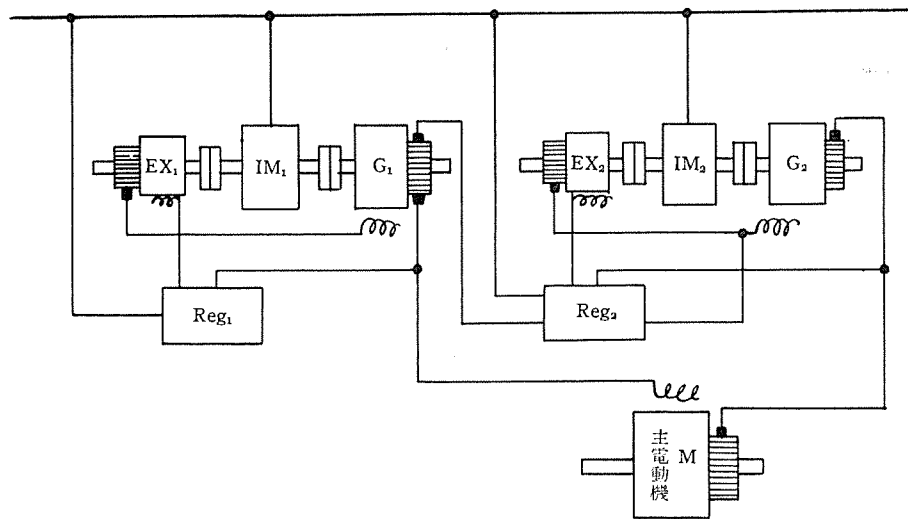 EX₁
IM₁
G₁
EX₂
IM₂
G₂
Reg₁
Reg₂
主電動機
M